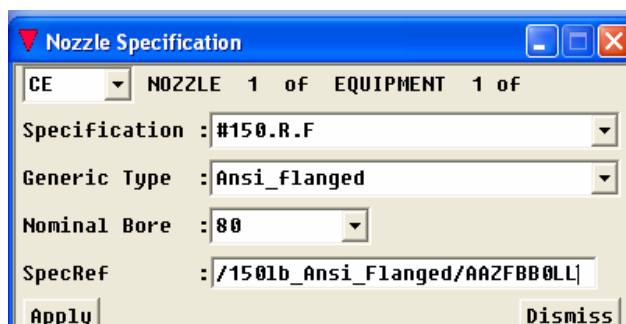 Nozzle Specification
CE NOZZLE 1 of EQUIPMENT 1 of
Specification :#150.R.F
Generic Type :Ansi_flanged
Nominal Bore :80
SpecRef :/150lb_Ansi_Flanged/AAZFBB0LL
Apply Dismiss